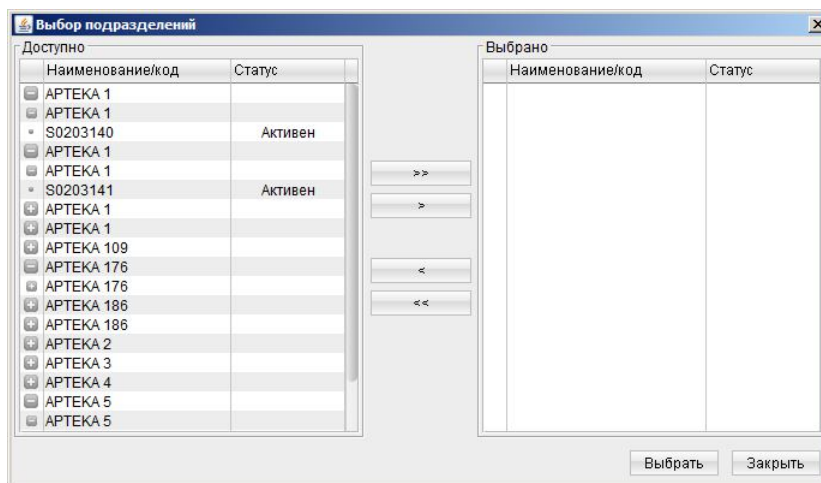 Выбор подразделений
Доступно
Наименование/код Статус
АРТЕКА 1
АРТЕКА 1
S0203140 Активен
АРТЕКА 1
АРТЕКА 1
S0203141 Активен
АРТЕКА 1
АРТЕКА 1
АРТЕКА 109
АРТЕКА 176
АРТЕКА 176
АРТЕКА 186
АРТЕКА 186
АРТЕКА 2
АРТЕКА 3
АРТЕКА 4
АРТЕКА 5
АРТЕКА 5
>>
>
<
<<
Выбрано
Наименование/код Статус
Выбрать Закрыть